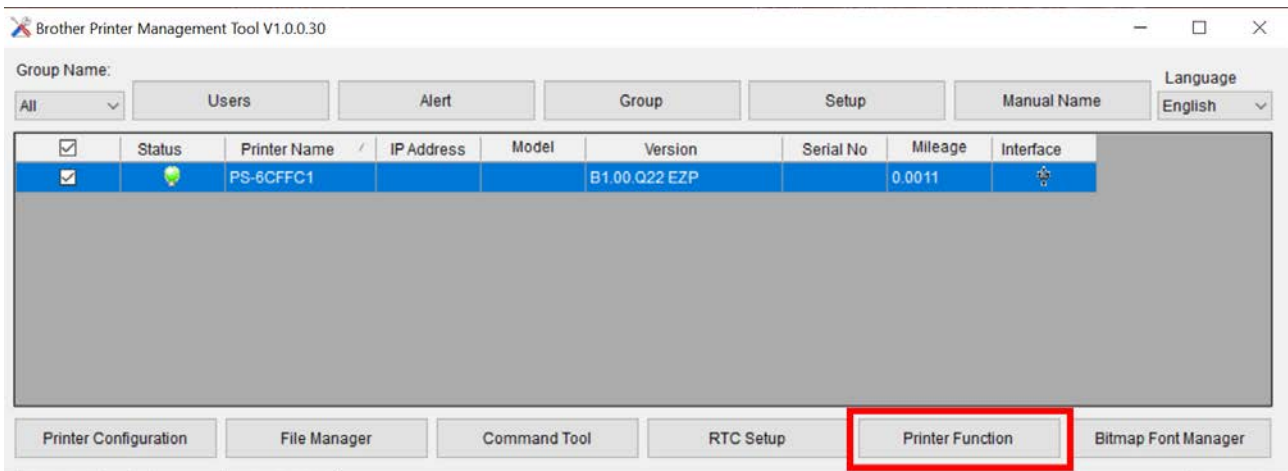 Brother Printer Management Tool V1.0.0.30
Group Name:
Language
All Users Alert Group Setup Manual Name English
Status Printer Name IP Address Model Version Serial No Mileage Interface
PS-6CFFC1 B1.00.Q22 EZP 0.0011
Printer Configuration File Manager Command Tool RTC Setup Printer Function Bitmap Font Manager